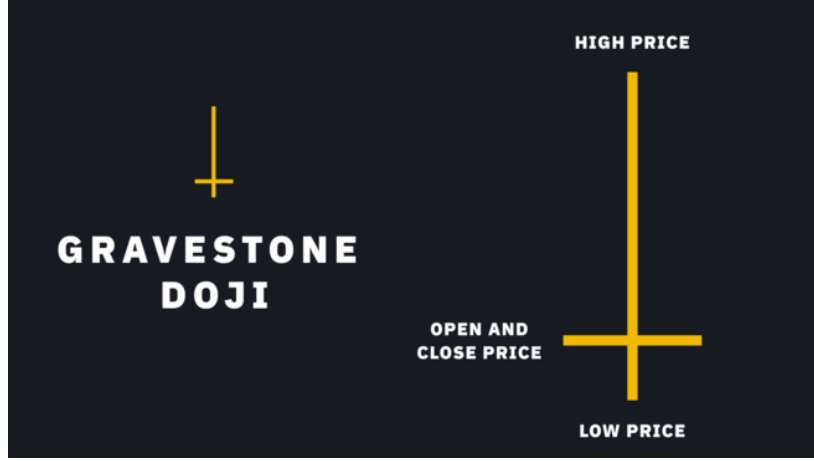 GRAVESTONE
DOJI
HIGH PRICE
OPEN AND
CLOSE PRICE
LOW PRICE